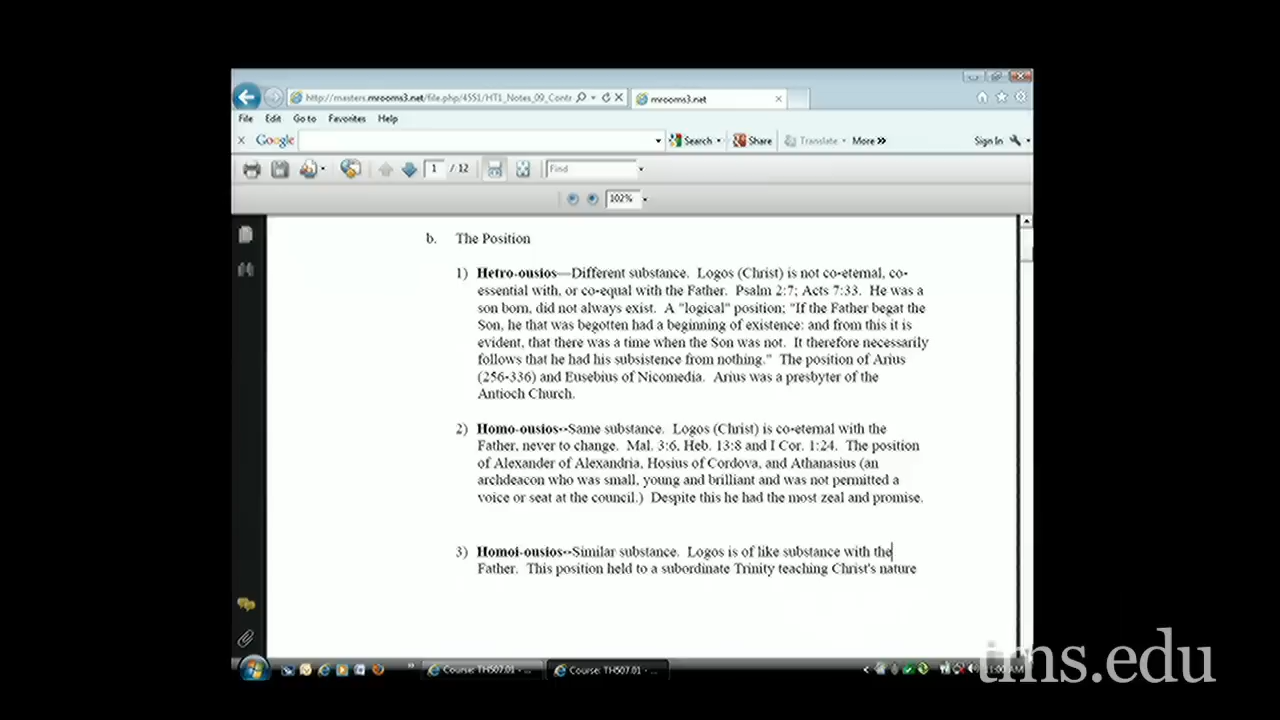 http://masters.mrooms3.net/file.php/4551/HT1_Notes_09_Contr
mrooms3.net
File Edit Go to Favorites Help
x Google Search Share Translate More » Sign In
1 / 12 Find
102%
b. The Position
1) Hetro-ousios—Different substance. Logos (Christ) is not co-eternal, co-
essential with, or co-equal with the Father. Psalm 2:7; Acts 7:33. He was a
son born, did not always exist. A "logical" position; "If the Father begat the
Son, he that was begotten had a beginning of existence: and from this it is
evident, that there was a time when the Son was not. It therefore necessarily
follows that he had his subsistence from nothing." The position of Arius
(256-336) and Eusebius of Nicomedia. Arius was a presbyter of the
Antioch Church.
2) Homo-ousios--Same substance. Logos (Christ) is co-eternal with the
Father, never to change. Mal. 3:6, Heb. 13:8 and I Cor. 1:24. The position
of Alexander of Alexandria, Hosius of Cordova, and Athanasius (an
archdeacon who was small, young and brilliant and was not permitted a
voice or seat at the council.) Despite this he had the most zeal and promise.
3) Homoi-ousios--Similar substance. Logos is of like substance with the
Father. This position held to a subordinate Trinity teaching Christ's nature
Course: TH507.01 - ... Course: TH507.01 - ...
tms.edu